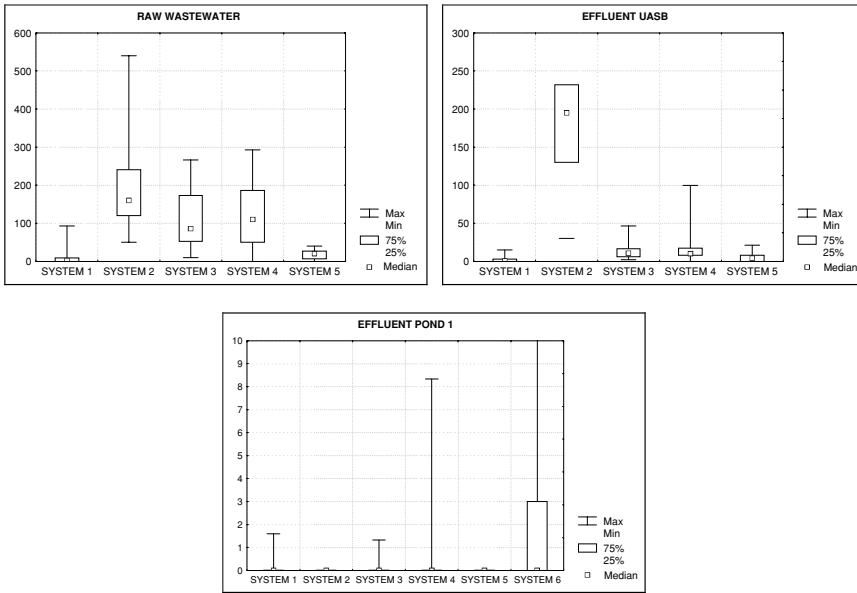 RAW WASTEWATER
600
500
400
300
200
100
0
SYSTEM 1 SYSTEM 2 SYSTEM 3 SYSTEM 4 SYSTEM 5
Max
Min
75%
25%
Median
EFFLUENT UASB
300
250
200
150
100
50
0
SYSTEM 1 SYSTEM 2 SYSTEM 3 SYSTEM 4 SYSTEM 5
Max
Min
75%
25%
Median
EFFLUENT POND 1
10
9
8
7
6
5
4
3
2
1
0
SYSTEM 1 SYSTEM 2 SYSTEM 3 SYSTEM 4 SYSTEM 5 SYSTEM 6
Max
Min
75%
25%
Median